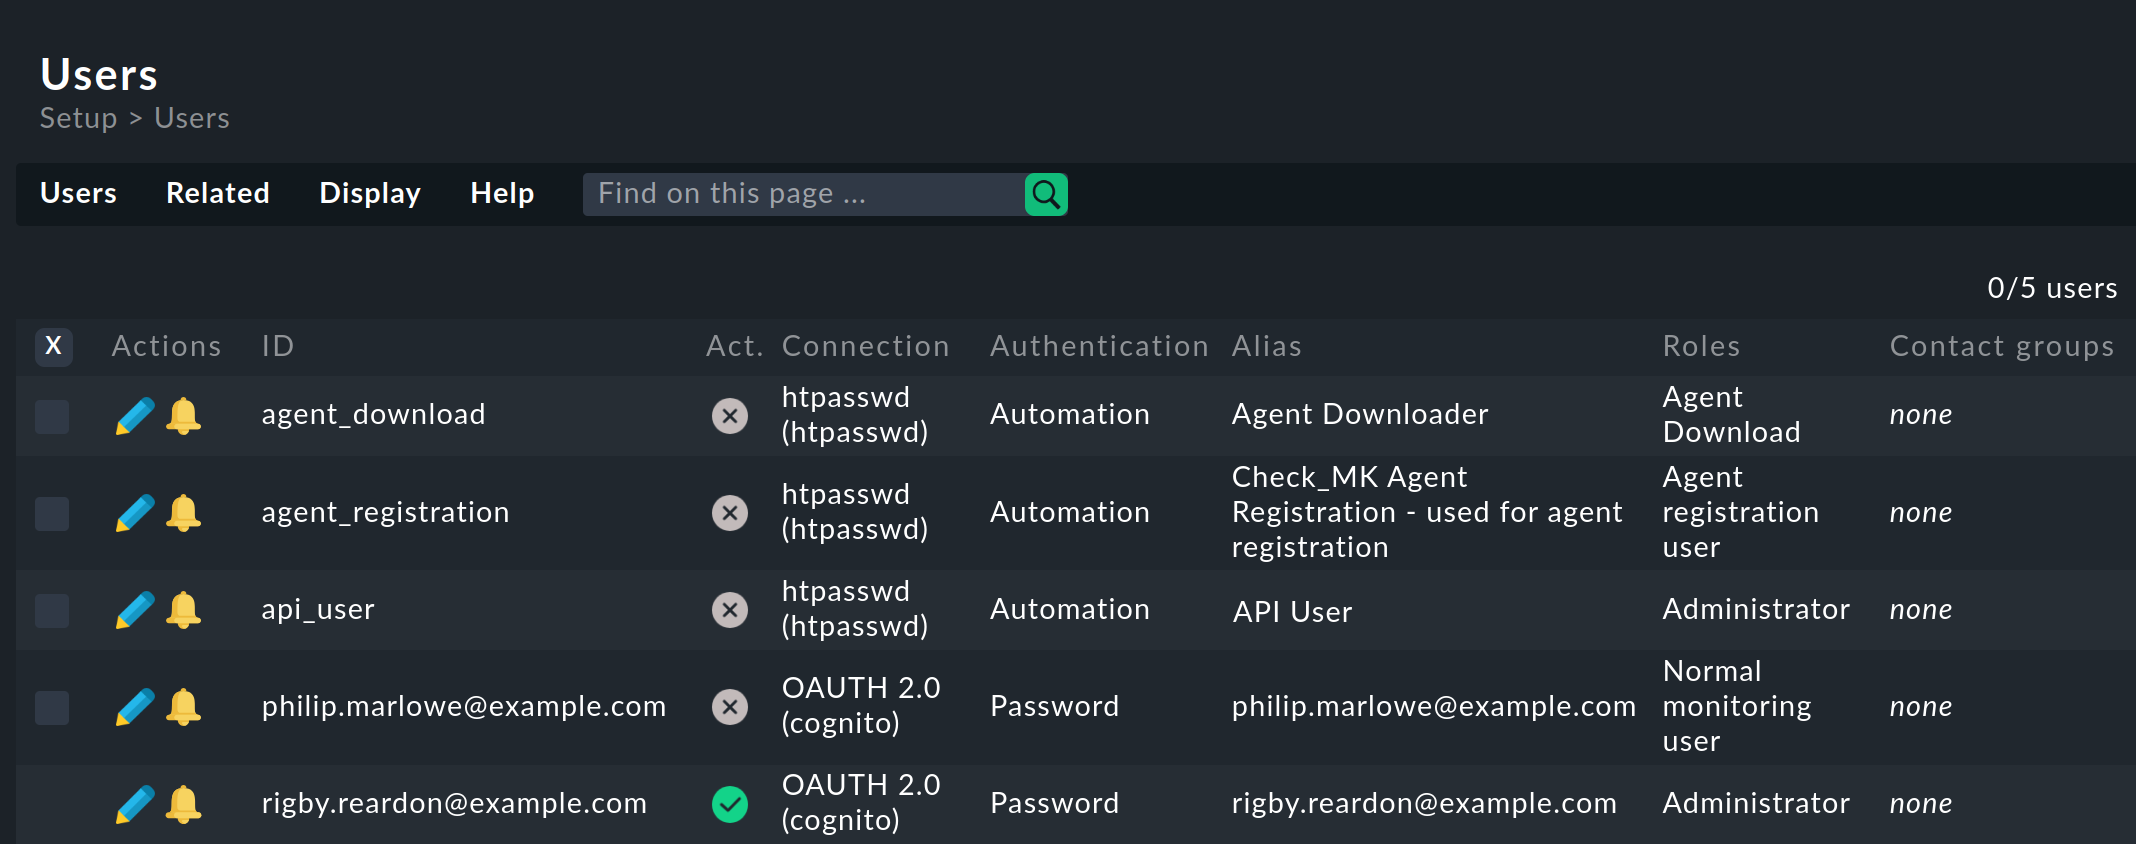 Users
Setup > Users
Users Related Display Help Find on this page ...
0/5 users
X Actions ID Act. Connection Authentication Alias Roles Contact groups
agent_download htpasswd (htpasswd) Automation Agent Downloader Agent Download none
agent_registration htpasswd (htpasswd) Automation Check_MK Agent Registration - used for agent registration Agent registration user none
api_user htpasswd (htpasswd) Automation API User Administrator none
philip.marlowe@example.com OAUTH 2.0 (cognito) Password philip.marlowe@example.com Normal monitoring user none
rigby.reardon@example.com OAUTH 2.0 (cognito) Password rigby.reardon@example.com Administrator none